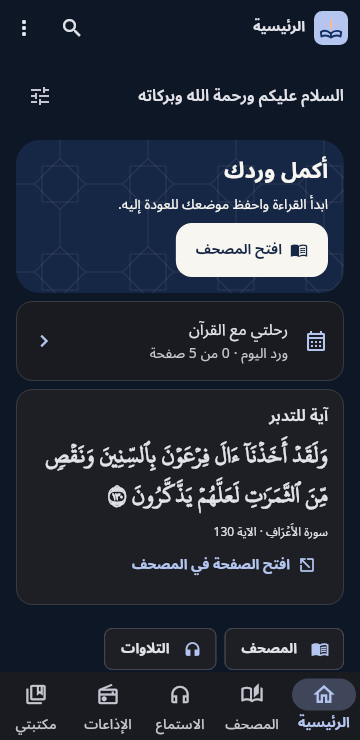 الرئيسية
السلام عليكم ورحمة الله وبركاته
أكمل وردك
ابدأ القراءة واحفظ موضعك للعودة إليه.
افتح المصحف
رحلتي مع القرآن
ورد اليوم · 0 من 5 صفحة
آية للتدبر
وَلَقَدۡ أَخَذۡنَآ ءَالَ فِرۡعَوۡنَ بِٱلسِّنِينَ وَنَقۡصٖ
مِّنَ ٱلثَّمَرَٰتِ لَعَلَّهُمۡ يَذَّكَّرُونَ ١٣٠
سورة الأَعۡرَافِ · الآية 130
افتح الصفحة في المصحف
المصحف
التلاوات
الرئيسية
المصحف
الاستماع
الإذاعات
مكتبتي